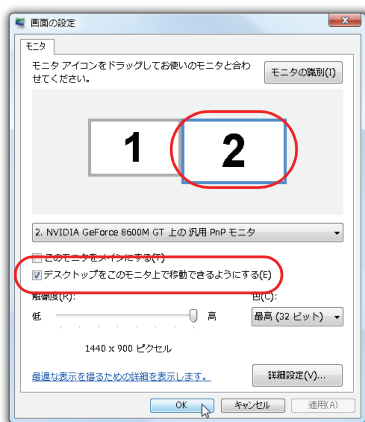 画面の設定
モニタ
モニタ アイコンをドラッグしてお使いのモニタと合わ
せてください。
モニタの識別(I)
1 2
2. NVIDIA GeForce 8600M GT 上の 汎用 PnP モニタ
このモニタをメインにする(T)
デスクトップをこのモニタ上で移動できるようにする(E)
解像度(R): 色(C):
低 高 最高 (32 ビット)
1440 x 900 ピクセル
最適な表示を得るための詳細を表示します。
詳細設定(V)...
OK キャンセル 適用(A)